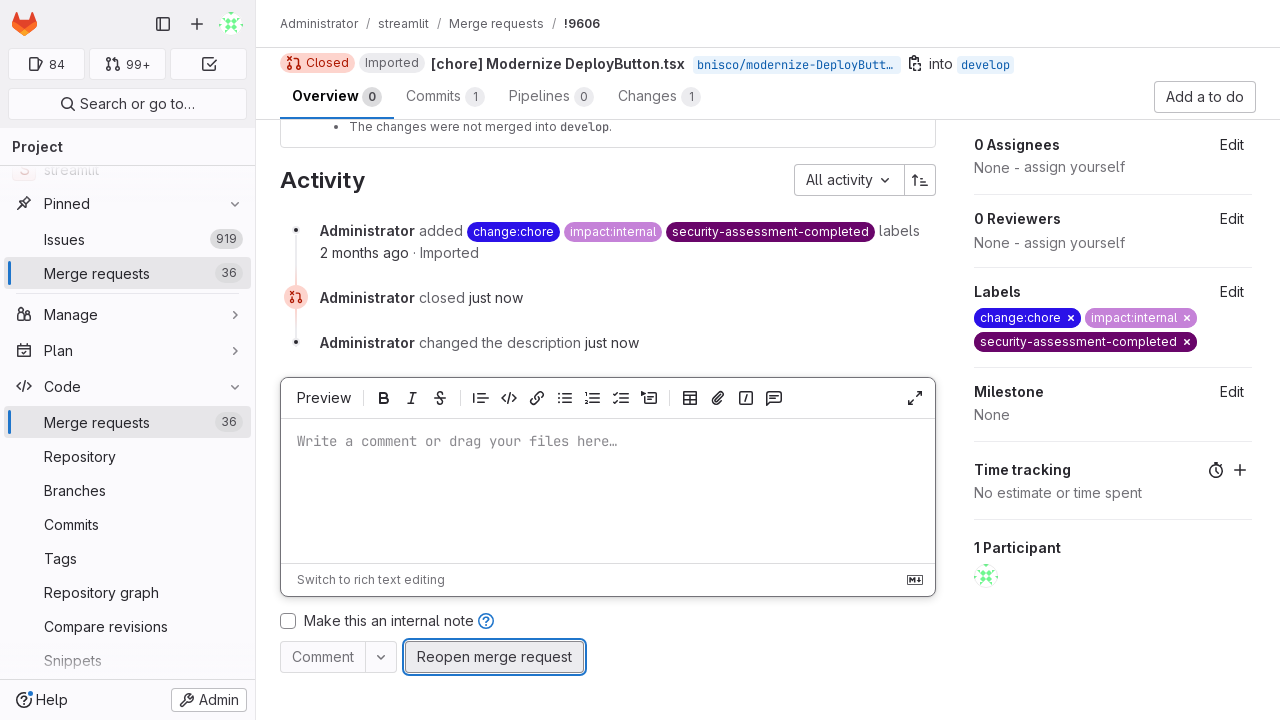 84
99+
Search or go to…
Project
streamlit
Pinned
Issues 919
Merge requests 36
Manage
Plan
Code
Merge requests 36
Repository
Branches
Commits
Tags
Repository graph
Compare revisions
Snippets
Help
Admin
Administrator / streamlit / Merge requests / !9606
Closed Imported [chore] Modernize DeployButton.tsx bnisco/modernize-DeployButt… into develop
Overview 0 Commits 1 Pipelines 0 Changes 1
Add a to do
• The changes were not merged into develop.
Activity
All activity
Administrator added change:chore impact:internal security-assessment-completed labels
2 months ago · Imported
Administrator closed just now
Administrator changed the description just now
Preview
Write a comment or drag your files here…
Switch to rich text editing
Make this an internal note
Comment
Reopen merge request
0 Assignees Edit
None - assign yourself
0 Reviewers Edit
None - assign yourself
Labels Edit
change:chore × impact:internal ×
security-assessment-completed ×
Milestone Edit
None
Time tracking
No estimate or time spent
1 Participant